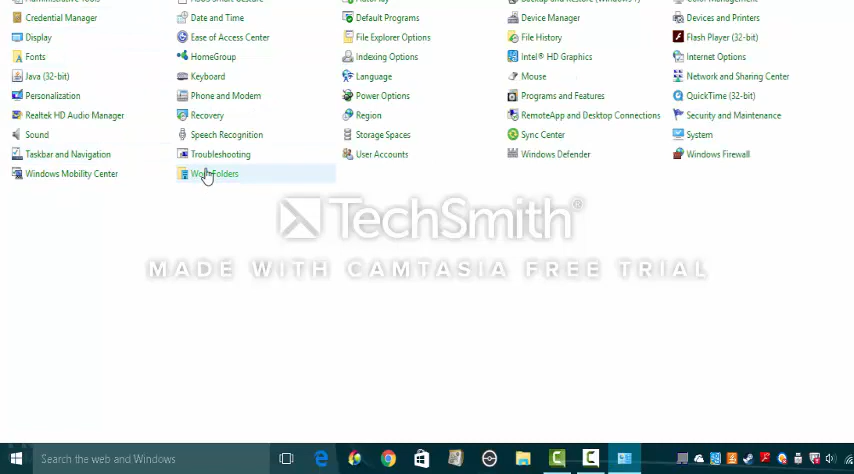 Credential Manager Date and Time Default Programs Device Manager Devices and Printers
Display Ease of Access Center File Explorer Options File History Flash Player (32-bit)
Fonts HomeGroup Indexing Options Intel® HD Graphics Internet Options
Java (32-bit) Keyboard Language Mouse Network and Sharing Center
Personalization Phone and Modem Power Options Programs and Features QuickTime (32-bit)
Realtek HD Audio Manager Recovery Region RemoteApp and Desktop Connections Security and Maintenance
Sound Speech Recognition Storage Spaces Sync Center System
Taskbar and Navigation Troubleshooting User Accounts Windows Defender Windows Firewall
Windows Mobility Center Work Folders
TechSmith®
MADE WITH CAMTASIA FREE TRIAL
Search the web and Windows